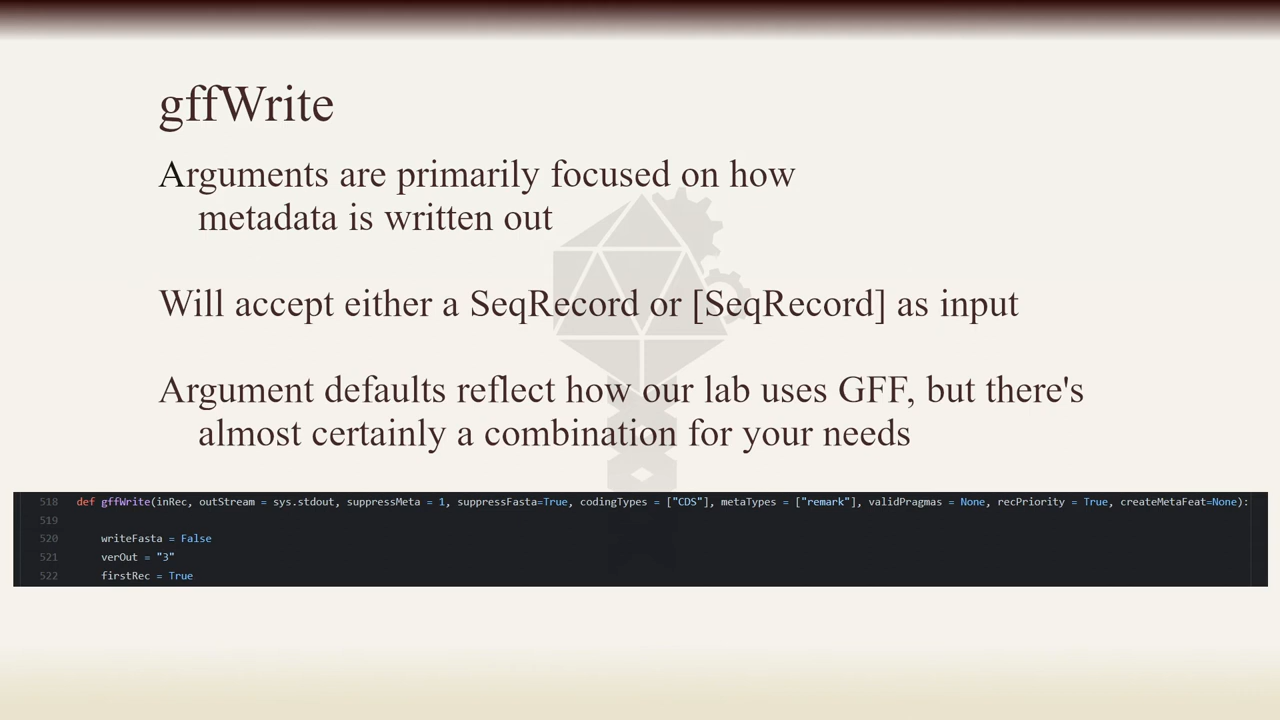 gffWrite
Arguments are primarily focused on how
metadata is written out
Will accept either a SeqRecord or [SeqRecord] as input
Argument defaults reflect how our lab uses GFF, but there's
almost certainly a combination for your needs
518 def gffWrite(inRec, outStream = sys.stdout, suppressMeta = 1, suppressFasta=True, codingTypes = ["CDS"], metaTypes = ["remark"], validPragmas = None, recPriority = True, createMetaFeat=None):
519
520 writeFasta = False
521 verOut = "3"
522 firstRec = True